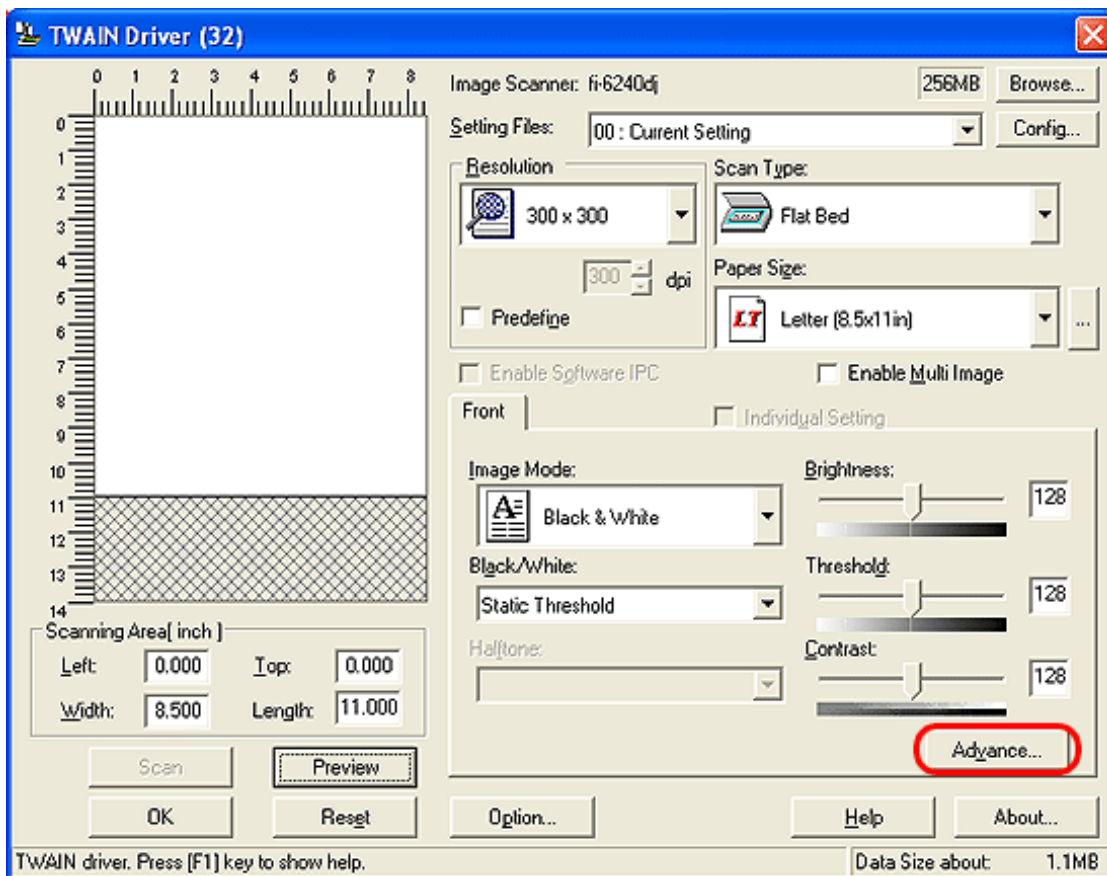 TWAIN Driver (32)
0 1 2 3 4 5 6 7 8
0
1
2
3
4
5
6
7
8
9
10
11
12
13
14
Image Scanner: fi-6240dj 256MB Browse...
Setting Files: 00 : Current Setting Config...
Resolution
300 x 300
300 dpi
Predefine
Scan Type:
Flat Bed
Paper Size:
LT Letter (8.5x11in) ...
Enable Software IPC Enable Multi Image
Front Individual Setting
Image Mode:
A Black & White
Black/White:
Static Threshold
Halftone:
Brightness:
128
Threshold:
128
Contrast:
128
Advance...
Scanning Area[ inch ]
Left: 0.000 Top: 0.000
Width: 8.500 Length: 11.000
Scan Preview
OK Reset Option... Help About...
TWAIN driver. Press [F1] key to show help. Data Size about: 1.1MB